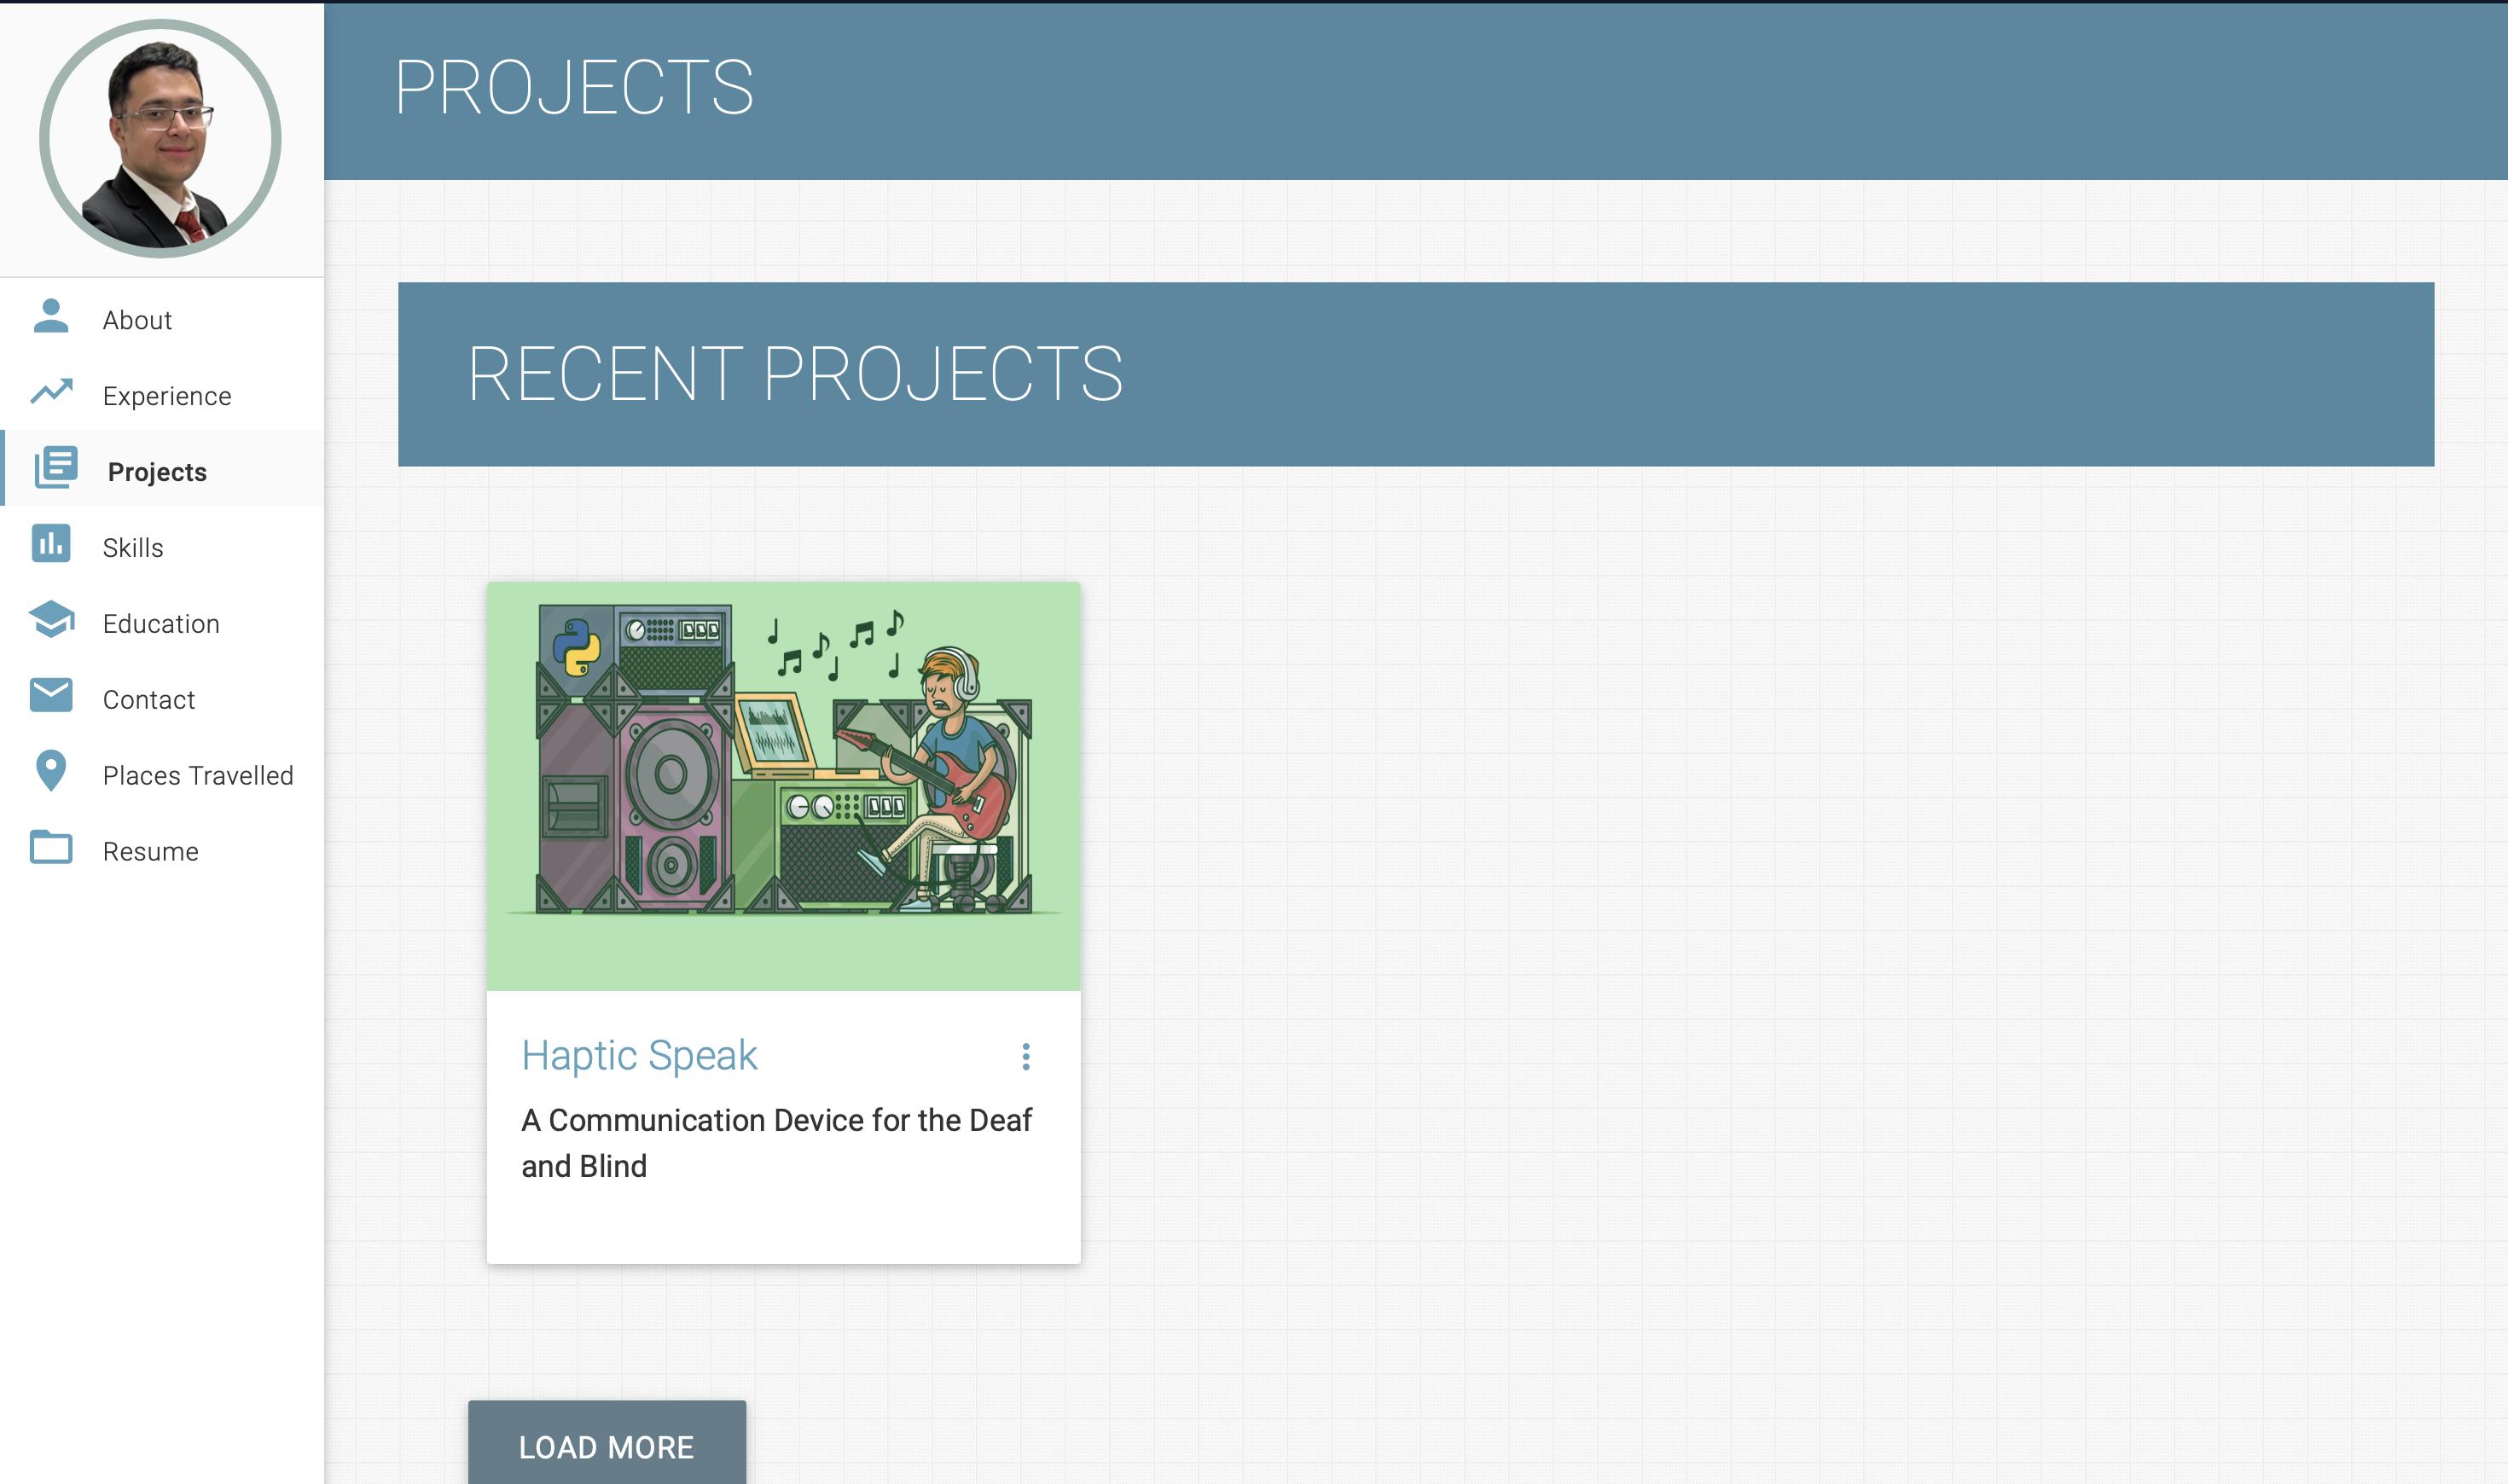 PROJECTS
About
Experience
Projects
Skills
Education
Contact
Places Travelled
Resume
RECENT PROJECTS
Haptic Speak
A Communication Device for the Deaf
and Blind
LOAD MORE